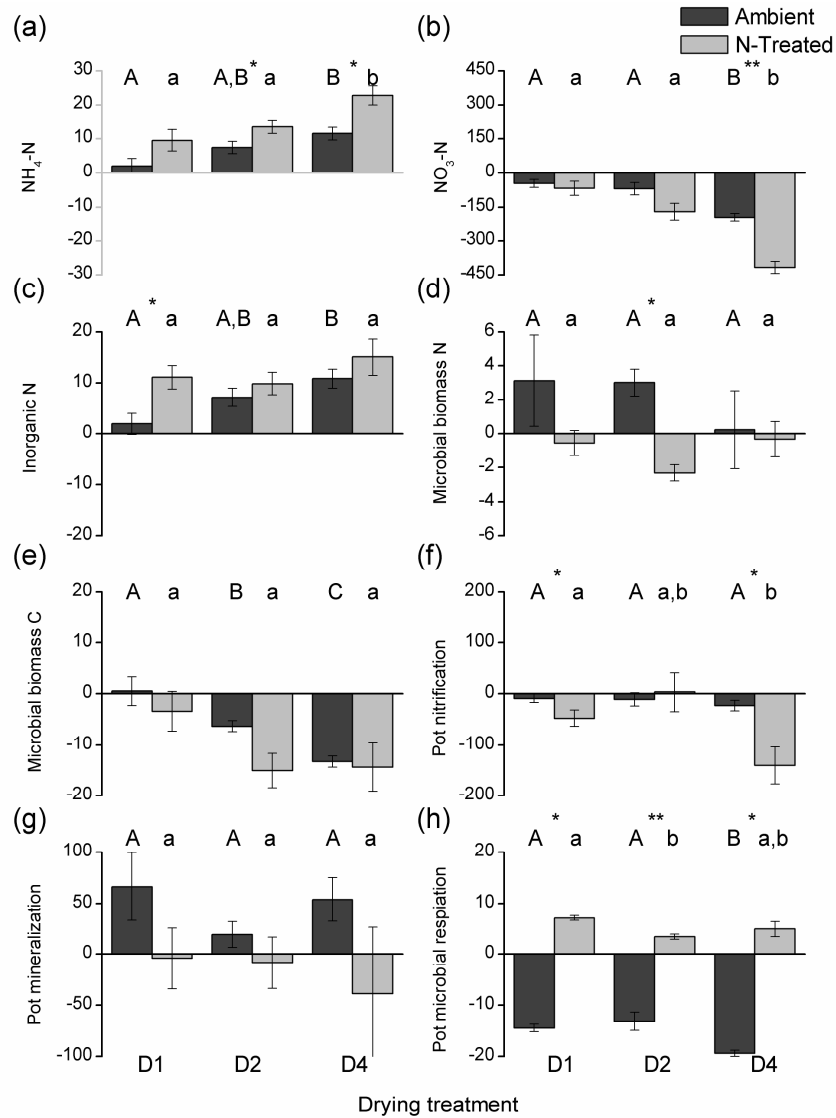 Ambient
N-Treated
(a)
A a A,B * a B * b
30
20
10
0
-10
-20
-30
NH4-N
(b)
A a A a B ** b
450
300
150
0
-150
-300
-450
NO3-N
(c)
A * a A,B a B a
20
10
0
-10
-20
Inorganic N
(d)
A a A * a A a
6
4
2
0
-2
-4
-6
Microbial biomass N
(e)
A a B a C a
20
10
0
-10
-20
Microbial biomass C
(f)
A * a A a,b A * b
200
100
0
-100
-200
Pot nitrification
(g)
A a A a A a
100
50
0
-50
-100
Pot mineralization
D1 D2 D4
(h)
A * a A ** b B * a,b
20
10
0
-10
-20
Pot microbial respiation
D1 D2 D4
Drying treatment